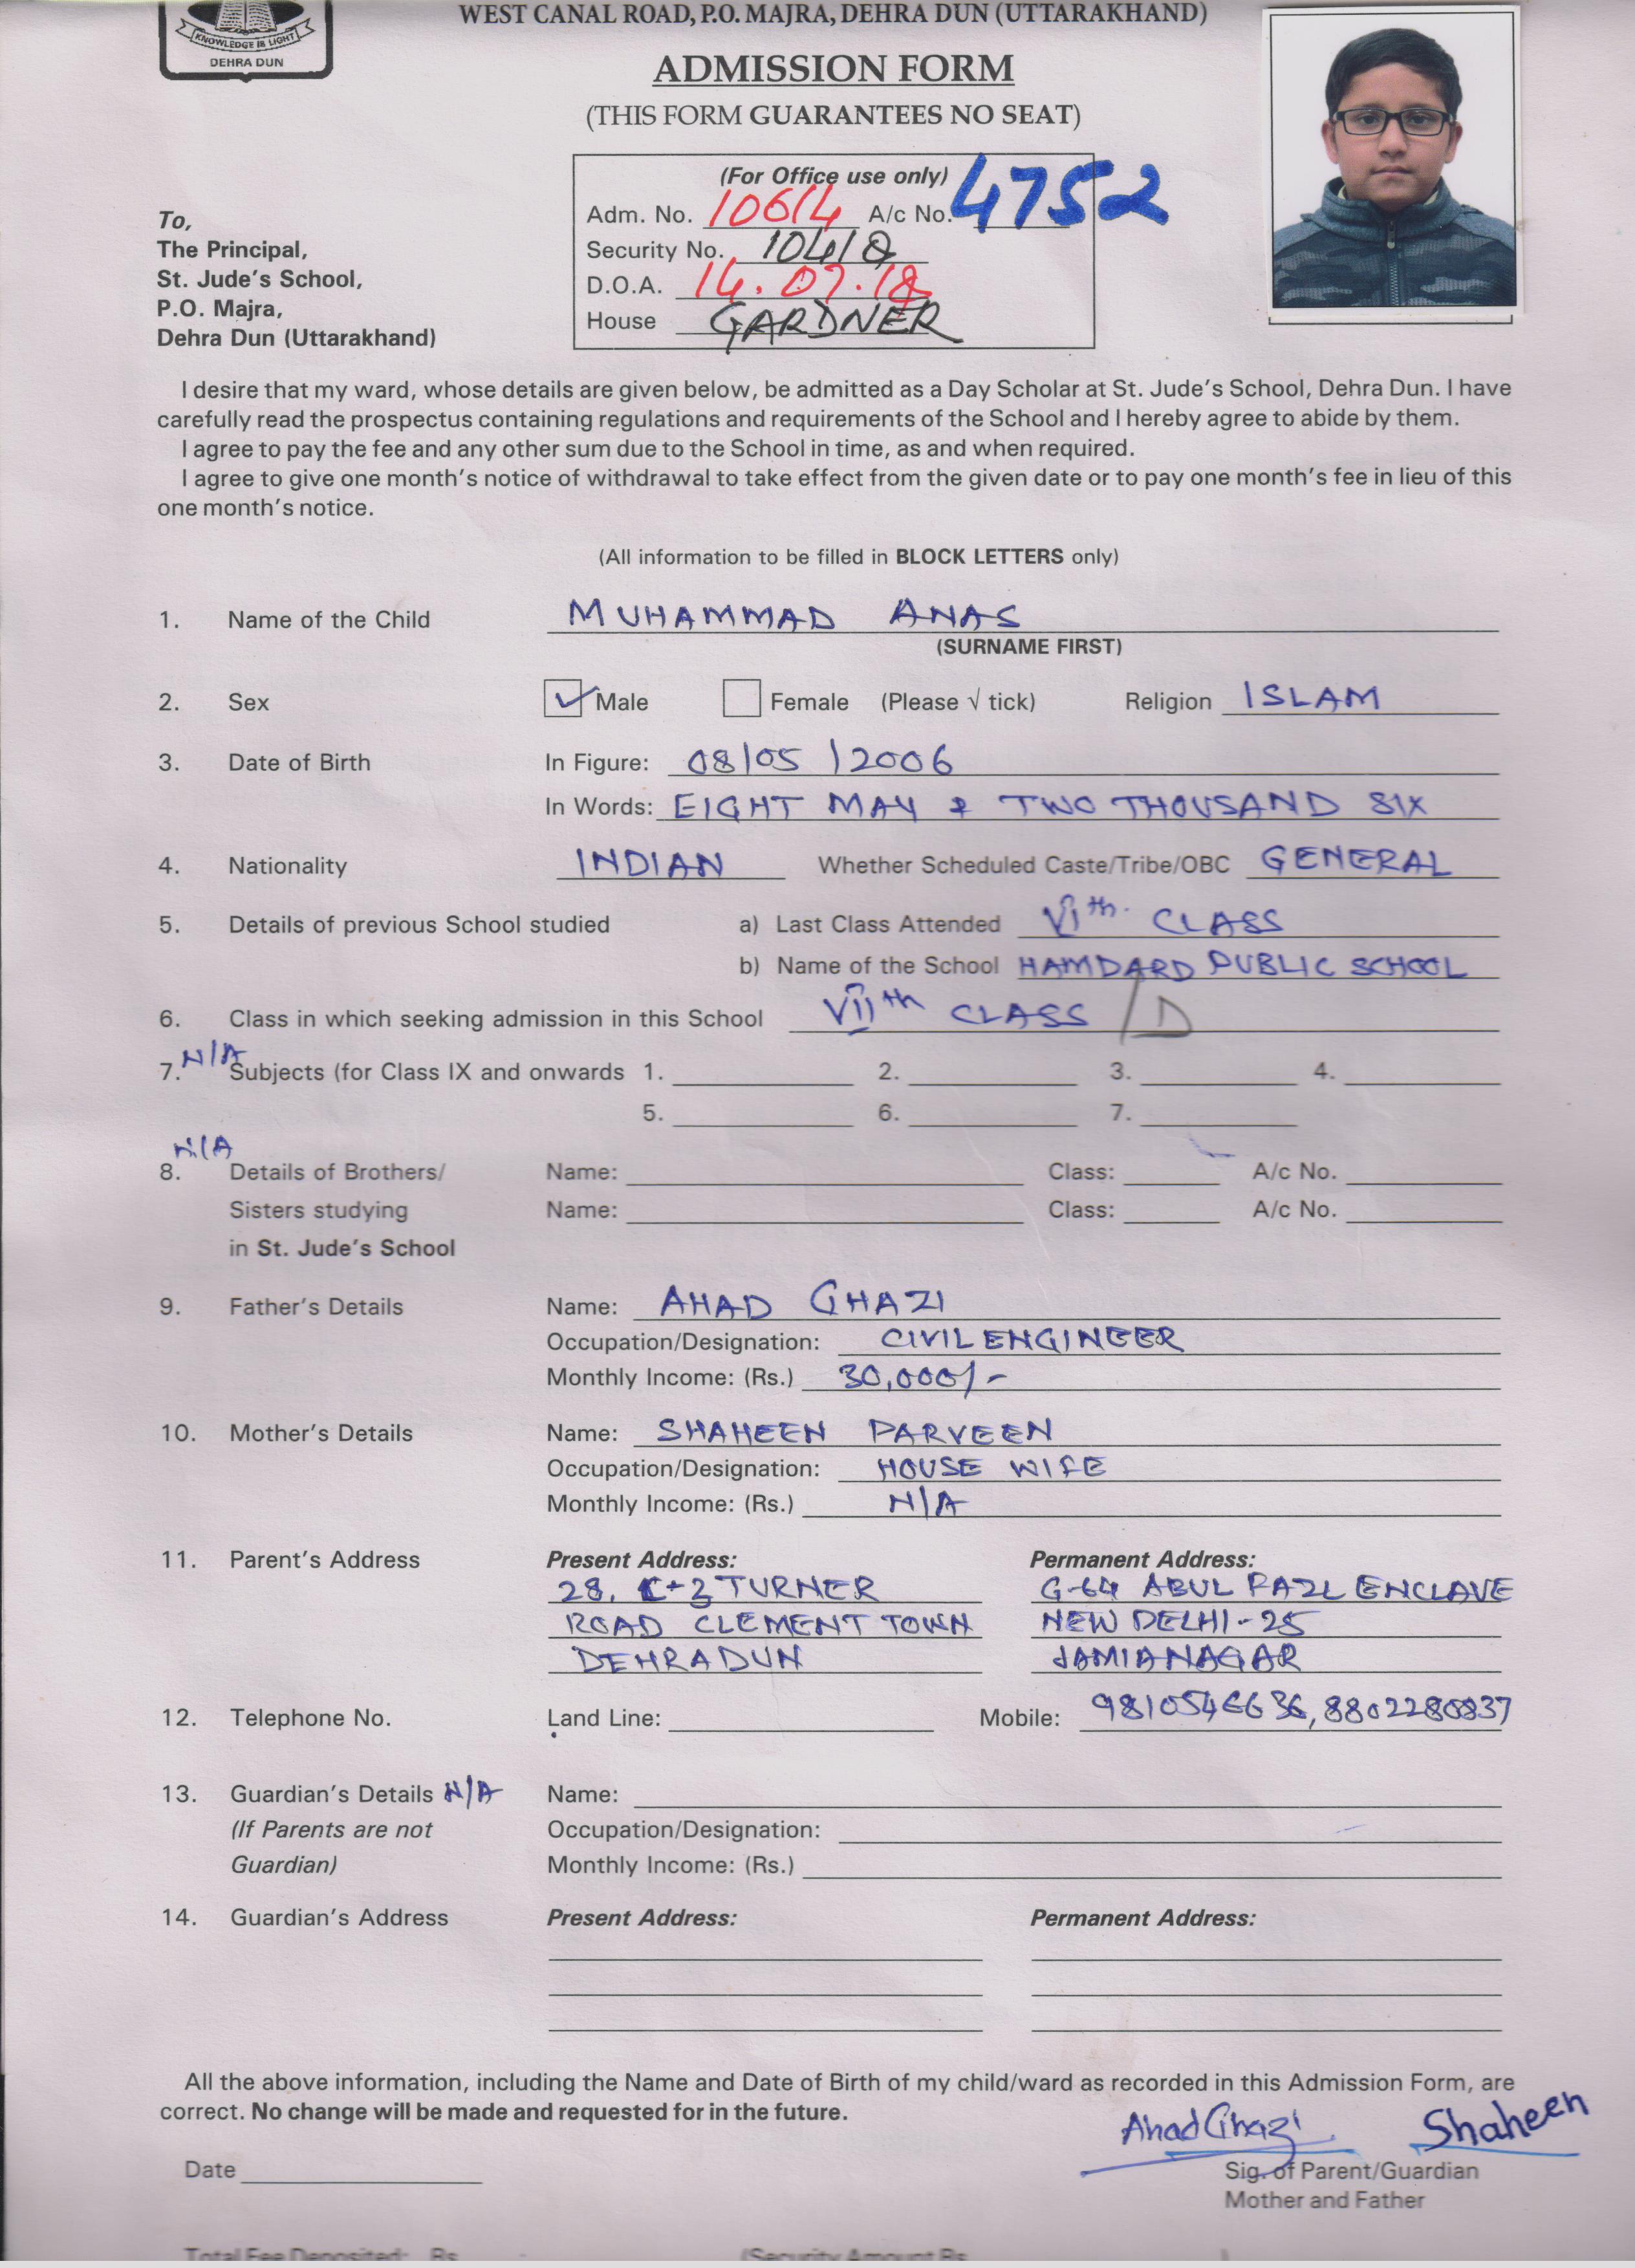 WEST CANAL ROAD, P.O. MAJRA, DEHRA DUN (UTTARAKHAND)
KNOWLEDGE IS LIGHT
DEHRA DUN
ADMISSION FORM
(THIS FORM GUARANTEES NO SEAT)
(For Office use only)
Adm. No. 10614 A/c No. 4752
Security No. 10418
D.O.A. 14.07.18
House GARDNER
To,
The Principal,
St. Jude's School,
P.O. Majra,
Dehra Dun (Uttarakhand)
I desire that my ward, whose details are given below, be admitted as a Day Scholar at St. Jude's School, Dehra Dun. I have
carefully read the prospectus containing regulations and requirements of the School and I hereby agree to abide by them.
I agree to pay the fee and any other sum due to the School in time, as and when required.
I agree to give one month's notice of withdrawal to take effect from the given date or to pay one month's fee in lieu of this
one month's notice.
(All information to be filled in BLOCK LETTERS only)
1. Name of the Child MUHAMMAD ANAS
(SURNAME FIRST)
2. Sex Male Female (Please √ tick) Religion ISLAM
3. Date of Birth In Figure: 08/05/2006
In Words: EIGHT MAY & TWO THOUSAND SIX
4. Nationality INDIAN Whether Scheduled Caste/Tribe/OBC GENERAL
5. Details of previous School studied a) Last Class Attended VIth. CLASS
b) Name of the School HAMDARD PUBLIC SCHOOL
6. Class in which seeking admission in this School VIIth CLASS /D
7. N/A Subjects (for Class IX and onwards 1. 2. 3. 4.
5. 6. 7.
N/A
8. Details of Brothers/ Name: Class: A/c No.
Sisters studying Name: Class: A/c No.
in St. Jude's School
9. Father's Details Name: AHAD GHAZI
Occupation/Designation: CIVIL ENGINEER
Monthly Income: (Rs.) 30,000/-
10. Mother's Details Name: SHAHEEN PARVEEN
Occupation/Designation: HOUSE WIFE
Monthly Income: (Rs.) N/A
11. Parent's Address Present Address: Permanent Address:
28, TURNER G-64 ABUL FAZL ENCLAVE
ROAD CLEMENT TOWN NEW DELHI-25
DEHRADUN JAMIA NAGAR
12. Telephone No. Land Line: Mobile: 9810546636, 8802280837
13. Guardian's Details N/A Name:
(If Parents are not Occupation/Designation:
Guardian) Monthly Income: (Rs.)
14. Guardian's Address Present Address: Permanent Address:
All the above information, including the Name and Date of Birth of my child/ward as recorded in this Admission Form, are
correct. No change will be made and requested for in the future.
Ahad Ghazi Shaheen
Date Sig. of Parent/Guardian
Mother and Father
Total Fee Deposited: Rs. (Security Amount Rs. )